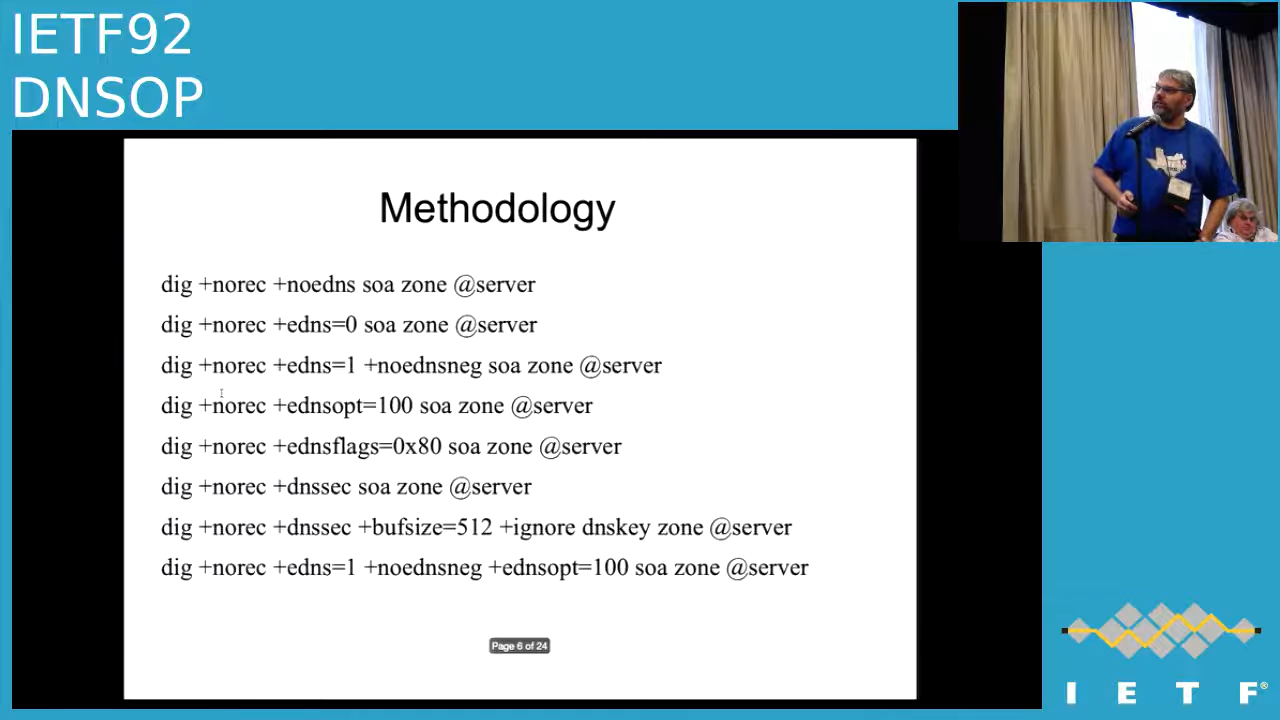 IETF92
DNSOP
Methodology
dig +norec +noedns soa zone @server
dig +norec +edns=0 soa zone @server
dig +norec +edns=1 +noednsneg soa zone @server
dig +norec +ednsopt=100 soa zone @server
dig +norec +ednsflags=0x80 soa zone @server
dig +norec +dnssec soa zone @server
dig +norec +dnssec +bufsize=512 +ignore dnskey zone @server
dig +norec +edns=1 +noednsneg +ednsopt=100 soa zone @server
Page 6 of 24
I E T F®